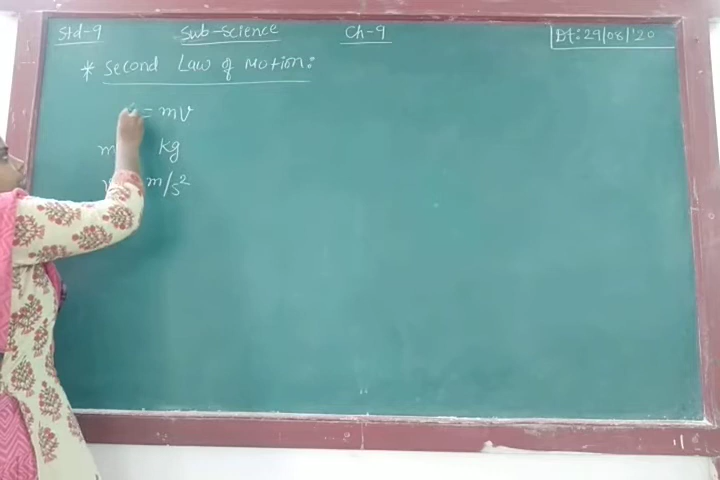 Std-9 Sub-Science Ch-9 Dt:29/08/'20
* Second Law of Motion:
= mv
m kg
m/s²